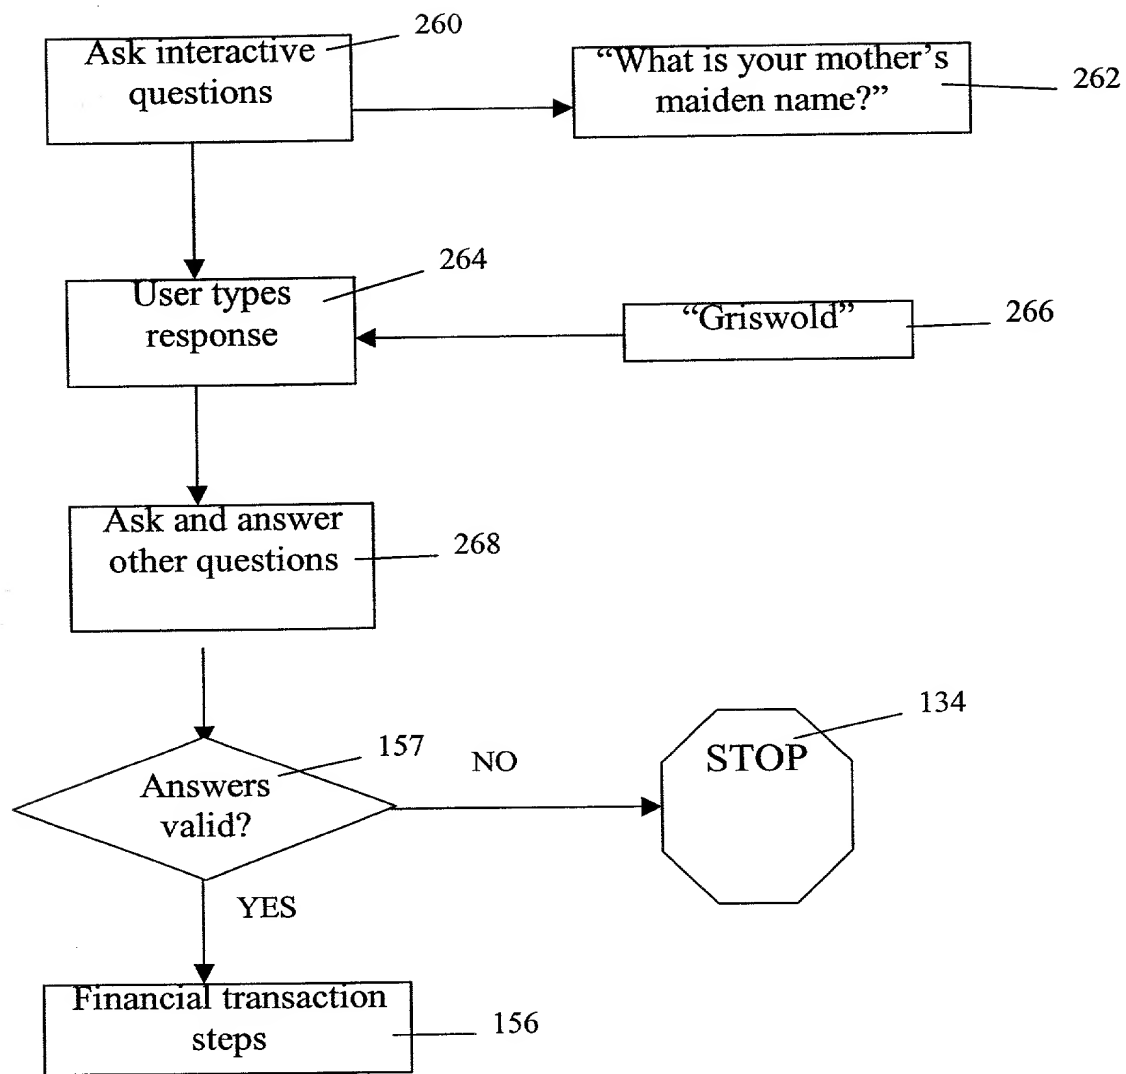 260
Ask interactive
questions
“What is your mother’s
maiden name?”
262
264
User types
response
“Griswold”
266
Ask and answer
other questions
268
134
157
NO
STOP
Answers
valid?
YES
Financial transaction
steps
156